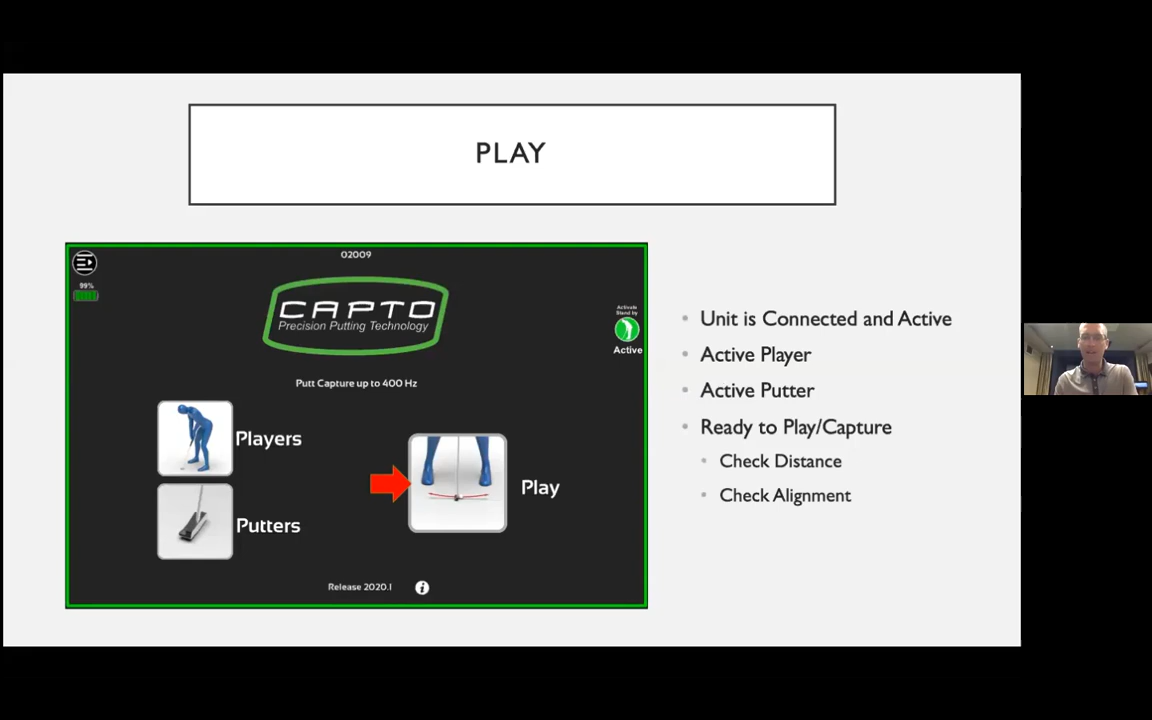 PLAY
02009
99%
CAPTO
Precision Putting Technology
Activate
Stand by
Active
Putt Capture up to 400 Hz
Players
Putters
Play
Release 2020.1
i
Unit is Connected and Active
Active Player
Active Putter
Ready to Play/Capture
Check Distance
Check Alignment